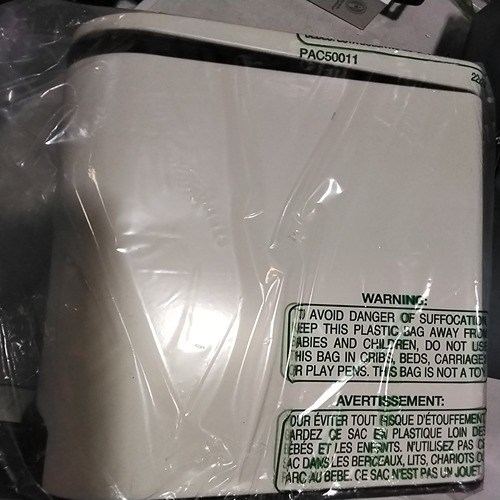 PAC50011
WARNING:
TO AVOID DANGER OF SUFFOCATION
KEEP THIS PLASTIC BAG AWAY FROM
BABIES AND CHILDREN, DO NOT USE
THIS BAG IN CRIBS, BEDS, CARRIAGES
OR PLAY PENS. THIS BAG IS NOT A TOY
AVERTISSEMENT:
POUR ÉVITER TOUT RISQUE D'ÉTOUFFEMENT
GARDEZ CE SAC EN PLASTIQUE LOIN DES
BÉBÉS ET LES ENFANTS. N'UTILISEZ PAS CE
SAC DANS LES BERCEAUX, LITS, CHARIOTS OU
PARC AU BEBE. CE SAC N'EST PAS UN JOUET.